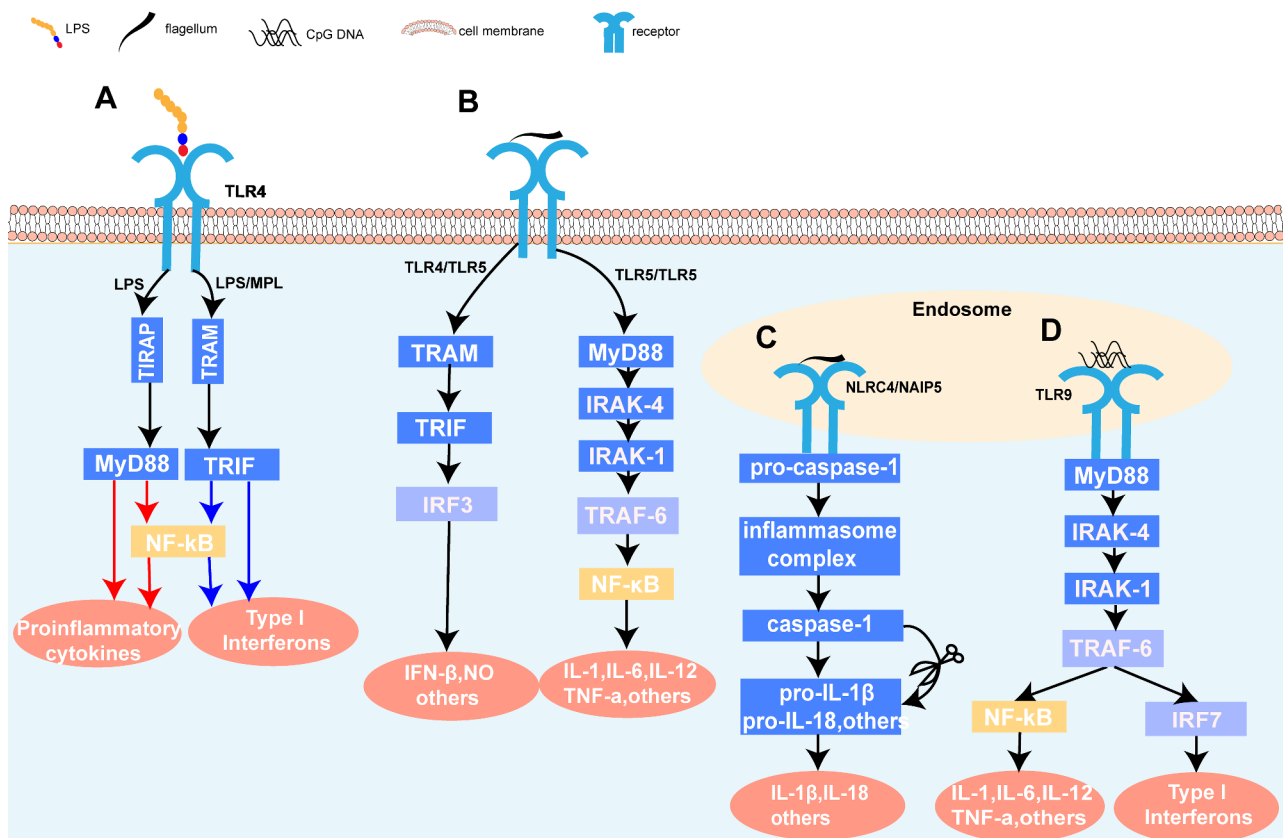 LPS
flagellum
CpG DNA
cell membrane
receptor
A
TLR4
LPS
LPS/MPL
TIRAP
TRAM
MyD88
TRIF
NF-kB
Proinflammatory
cytokines
Type I
Interferons
B
TLR4/TLR5
TLR5/TLR5
TRAM
TRIF
IRF3
IFN-β,NO
others
MyD88
IRAK-4
IRAK-1
TRAF-6
NF-κB
IL-1,IL-6,IL-12
TNF-a,others
Endosome
C
NLRC4/NAIP5
pro-caspase-1
inflammasome
complex
caspase-1
pro-IL-1β
pro-IL-18,others
IL-1β,IL-18
others
D
TLR9
MyD88
IRAK-4
IRAK-1
TRAF-6
NF-kB
IRF7
IL-1,IL-6,IL-12
TNF-a,others
Type I
Interferons